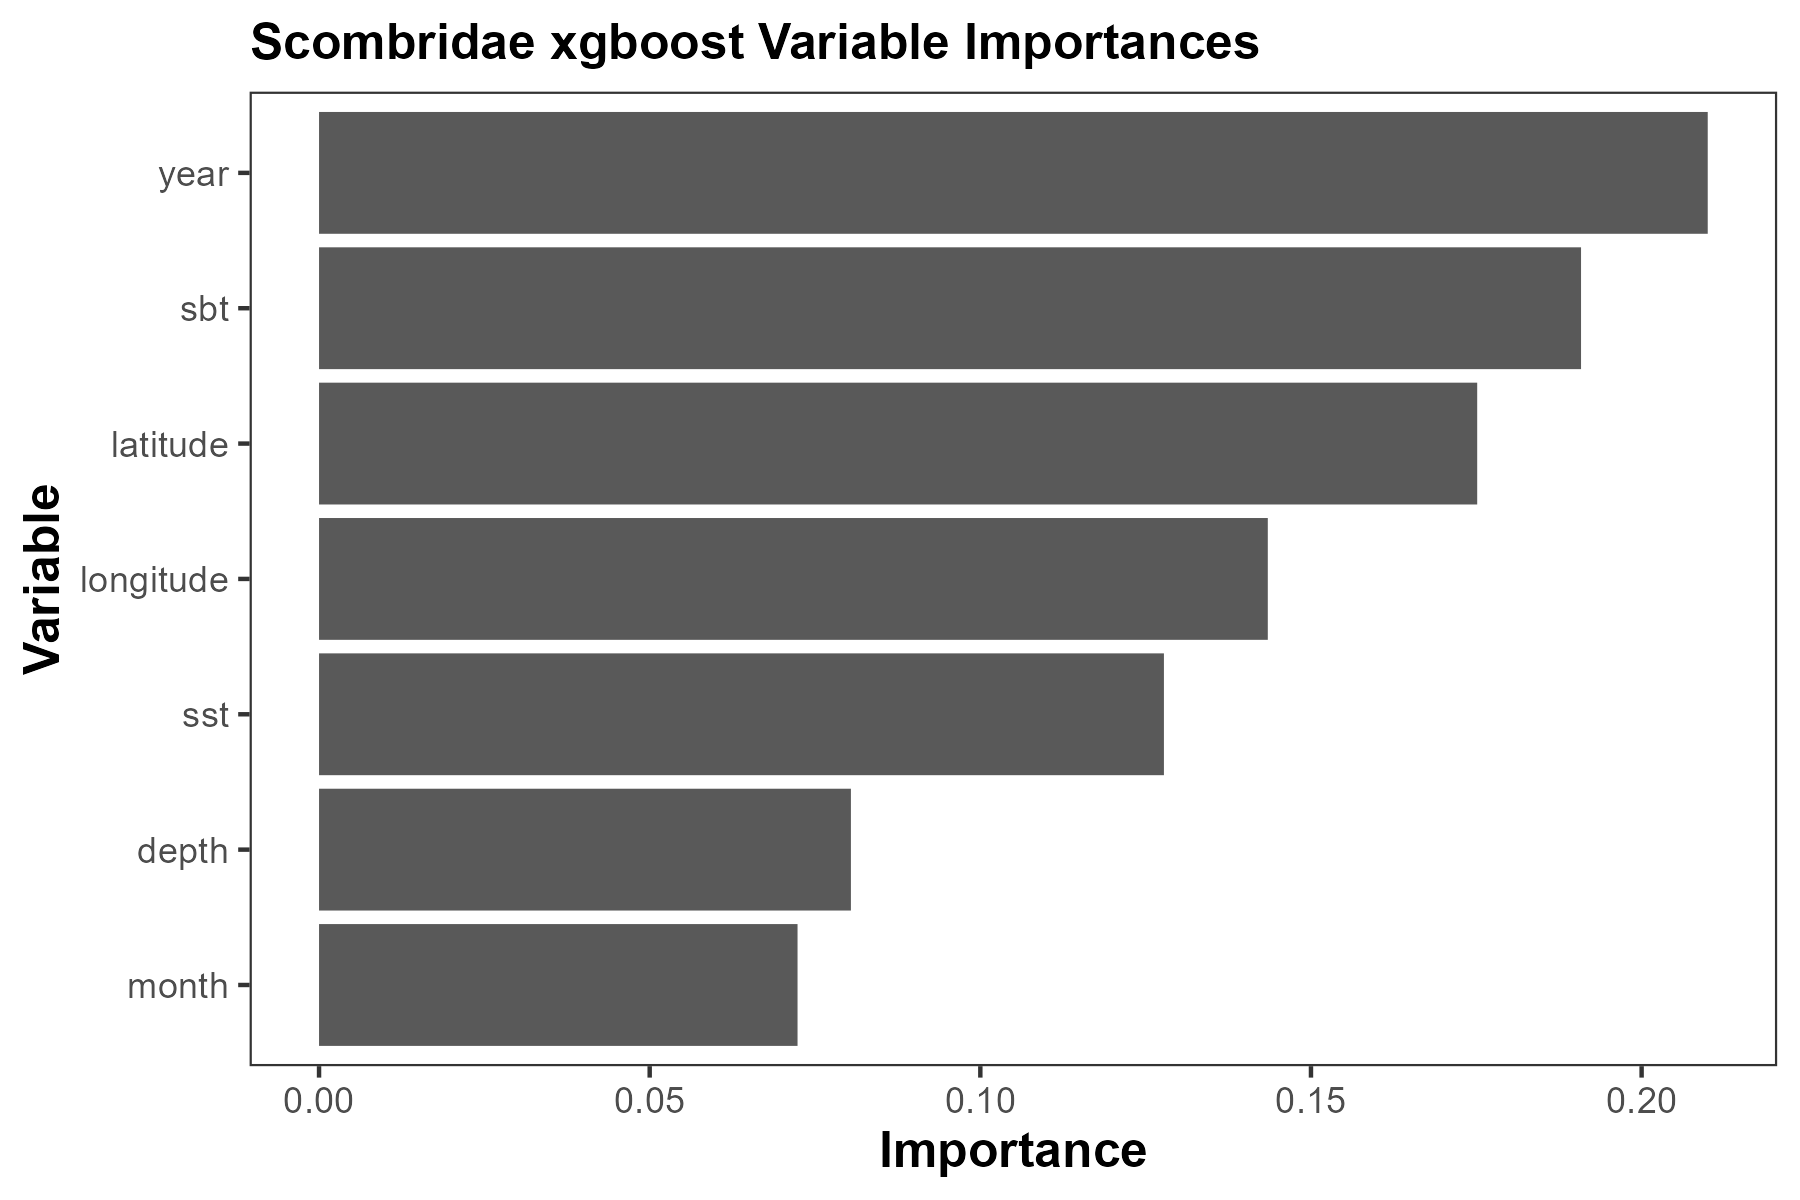 Scombridae xgboost Variable Importances
Variable
year
sbt
latitude
longitude
sst
depth
month
0.00 0.05 0.10 0.15 0.20
Importance